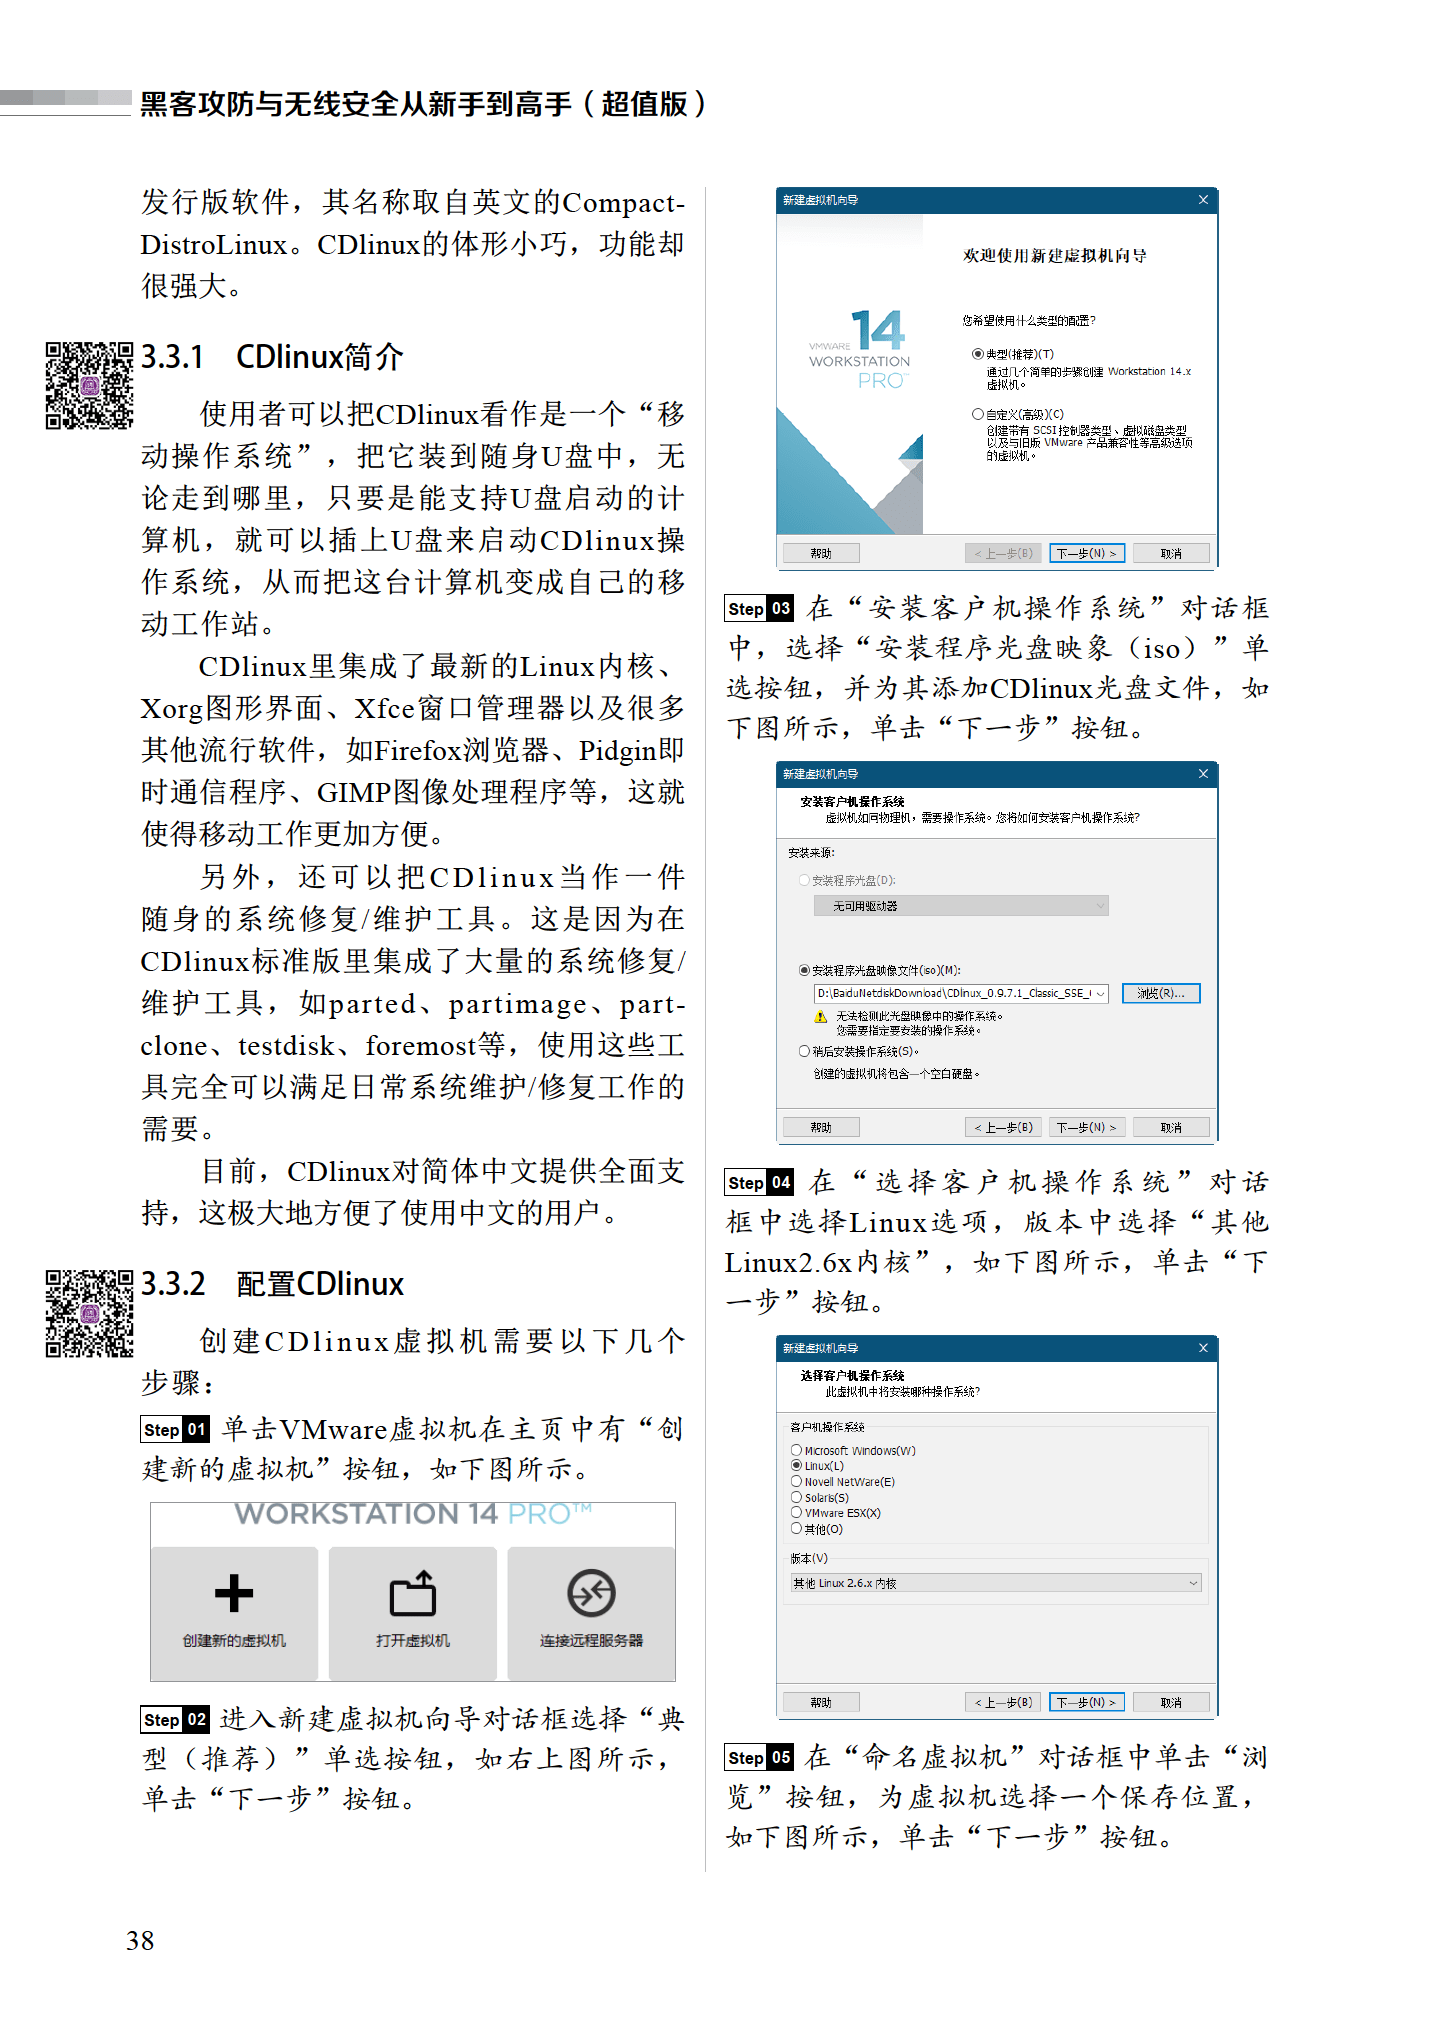 黑客攻防与无线安全从新手到高手（超值版）
发行版软件，其名称取自英文的Compact-
DistroLinux。CDlinux的体形小巧，功能却
很强大。
3.3.1 CDlinux简介
使用者可以把CDlinux看作是一个“移
动操作系统”，把它装到随身U盘中，无
论走到哪里，只要是能支持U盘启动的计
算机，就可以插上U盘来启动CDlinux操
作系统，从而把这台计算机变成自己的移
动工作站。
CDlinux里集成了最新的Linux内核、
Xorg图形界面、Xfce窗口管理器以及很多
其他流行软件，如Firefox浏览器、Pidgin即
时通信程序、GIMP图像处理程序等，这就
使得移动工作更加方便。
另外，还可以把CDlinux当作一件
随身的系统修复/维护工具。这是因为在
CDlinux标准版里集成了大量的系统修复/
维护工具，如parted、partimage、part-
clone、testdisk、foremost等，使用这些工
具完全可以满足日常系统维护/修复工作的
需要。
目前，CDlinux对简体中文提供全面支
持，这极大地方便了使用中文的用户。
3.3.2 配置CDlinux
创建CDlinux虚拟机需要以下几个
步骤：
Step 01 单击VMware虚拟机在主页中有“创
建新的虚拟机”按钮，如下图所示。
WORKSTATION 14 PRO™
创建新的虚拟机 打开虚拟机 连接远程服务器
Step 02 进入新建虚拟机向导对话框选择“典
型（推荐）”单选按钮，如右上图所示，
单击“下一步”按钮。
新建虚拟机向导 X
欢迎使用新建虚拟机向导
14
VMWARE
WORKSTATION
PRO™
您希望使用什么类型的配置?
典型(推荐)(T)
通过几个简单的步骤创建 Workstation 14.x
虚拟机。
自定义(高级)(C)
创建带有 SCSI 控制器类型、虚拟磁盘类型
以及与旧版 VMware 产品兼容性等高级选项
的虚拟机。
帮助 < 上一步(B) 下一步(N) > 取消
Step 03 在“安装客户机操作系统”对话框
中，选择“安装程序光盘映象（iso）”单
选按钮，并为其添加CDlinux光盘文件，如
下图所示，单击“下一步”按钮。
新建虚拟机向导 X
安装客户机操作系统
虚拟机如同物理机，需要操作系统。您将如何安装客户机操作系统?
安装来源:
安装程序光盘(D):
无可用驱动器
安装程序光盘映像文件(iso)(M):
D:\BaiduNetdiskDownload\CDlinux_0.9.7.1_Classic_SSE_ 浏览(R)...
无法检测此光盘映像中的操作系统。
您需要指定要安装的操作系统。
稍后安装操作系统(S)。
创建的虚拟机将包含一个空白硬盘。
帮助 < 上一步(B) 下一步(N) > 取消
Step 04 在“选择客户机操作系统”对话
框中选择Linux选项，版本中选择“其他
Linux2.6x内核”，如下图所示，单击“下
一步”按钮。
新建虚拟机向导 X
选择客户机操作系统
此虚拟机中将安装哪种操作系统?
客户机操作系统
Microsoft Windows(W)
Linux(L)
Novell NetWare(E)
Solaris(S)
VMware ESX(X)
其他(O)
版本(V)
其他 Linux 2.6.x 内核
帮助 < 上一步(B) 下一步(N) > 取消
Step 05 在“命名虚拟机”对话框中单击“浏
览”按钮，为虚拟机选择一个保存位置，
如下图所示，单击“下一步”按钮。
38